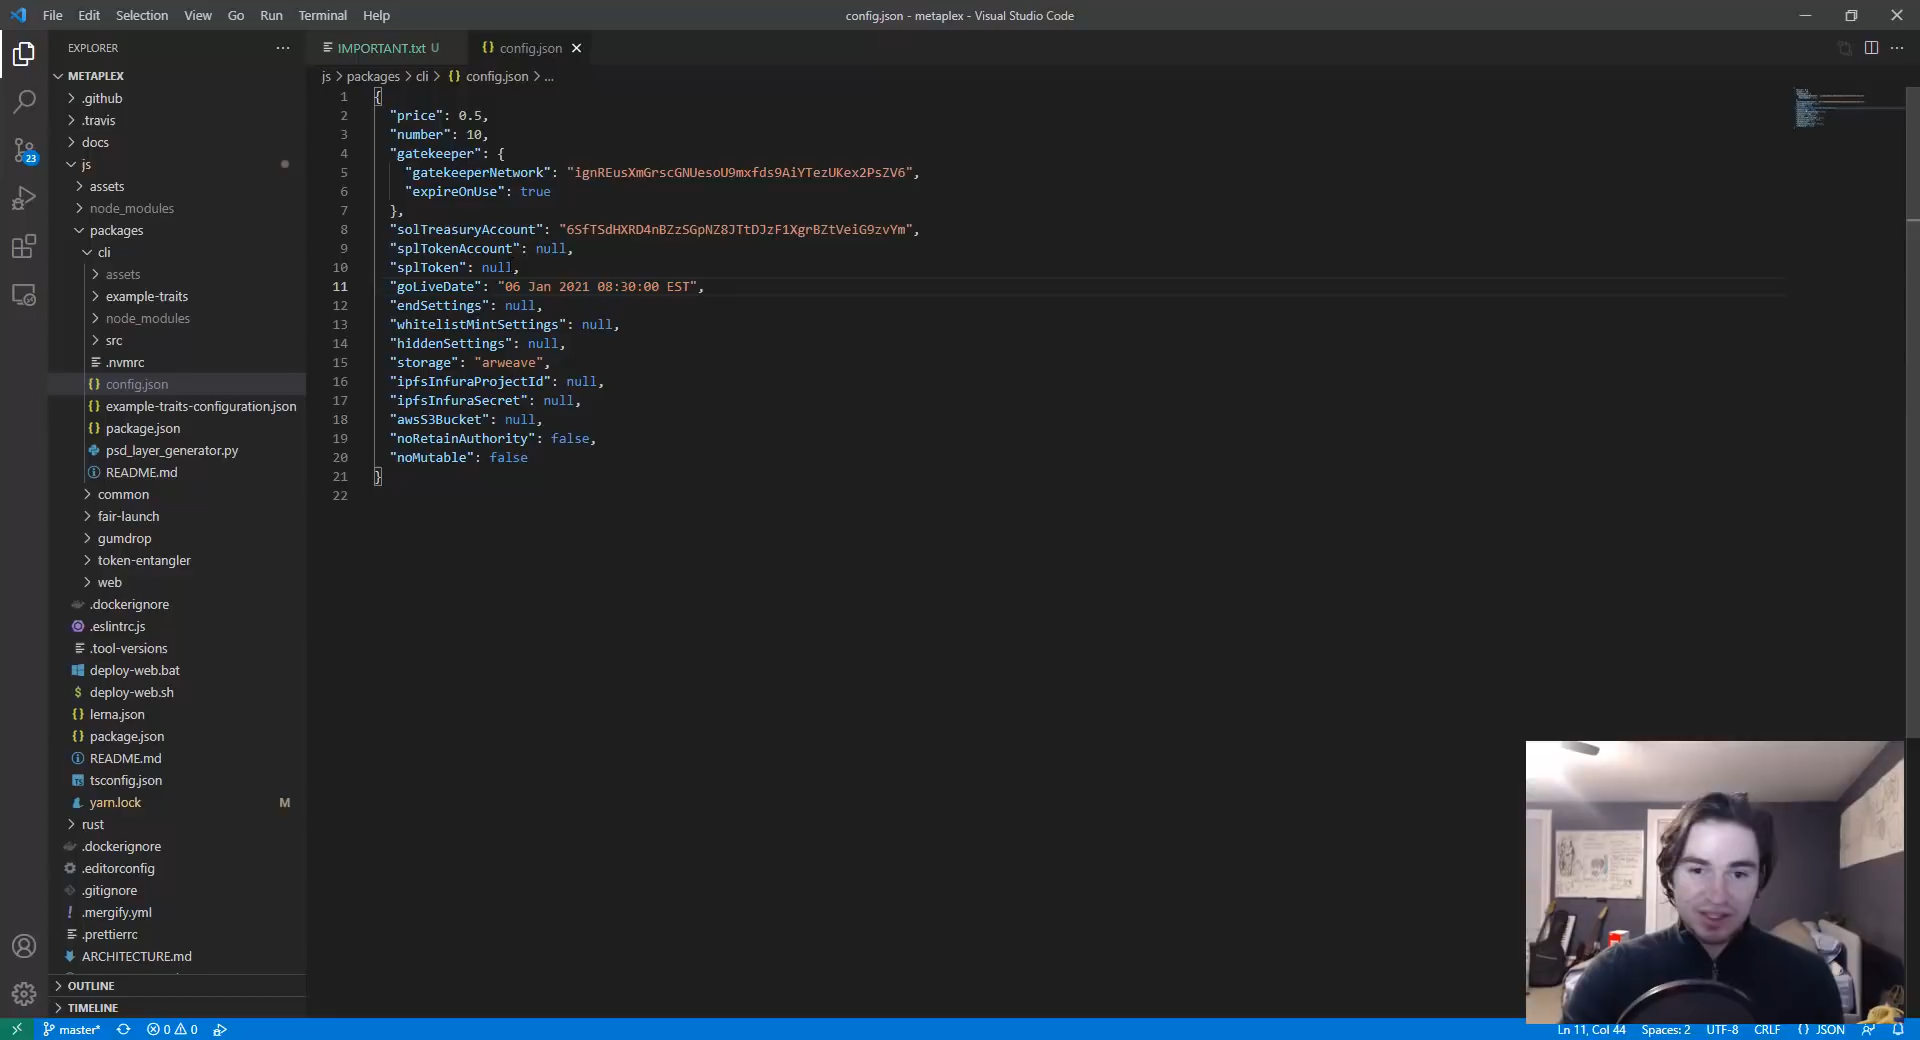 File Edit Selection View Go Run Terminal Help
config.json - metaplex - Visual Studio Code
EXPLORER
METAPLEX
.github
.travis
docs
js
assets
node_modules
packages
cli
assets
example-traits
node_modules
src
.nvmrc
config.json
example-traits-configuration.json
package.json
psd_layer_generator.py
README.md
common
fair-launch
gumdrop
token-entangler
web
.dockerignore
.eslintrc.js
.tool-versions
deploy-web.bat
deploy-web.sh
lerna.json
package.json
README.md
tsconfig.json
yarn.lock M
rust
.dockerignore
.editorconfig
.gitignore
.mergify.yml
.prettierrc
ARCHITECTURE.md
OUTLINE
TIMELINE
23
IMPORTANT.txt U
config.json
js > packages > cli > {} config.json > ...
1 {
2 "price": 0.5,
3 "number": 10,
4 "gatekeeper": {
5 "gatekeeperNetwork": "ignREusXmGrscGNUesoU9mxfds9AiYTezUKex2PsZV6",
6 "expireOnUse": true
7 },
8 "solTreasuryAccount": "6SfTSdHXRD4nBZzSGpNZ8JTtDJzF1XgrBZtVeiG9zvYm",
9 "splTokenAccount": null,
10 "splToken": null,
11 "goLiveDate": "06 Jan 2021 08:30:00 EST",
12 "endSettings": null,
13 "whitelistMintSettings": null,
14 "hiddenSettings": null,
15 "storage": "arweave",
16 "ipfsInfuraProjectId": null,
17 "ipfsInfuraSecret": null,
18 "awsS3Bucket": null,
19 "noRetainAuthority": false,
20 "noMutable": false
21 }
22
master* 0 0
Ln 11, Col 44 Spaces: 2 UTF-8 CRLF {} JSON